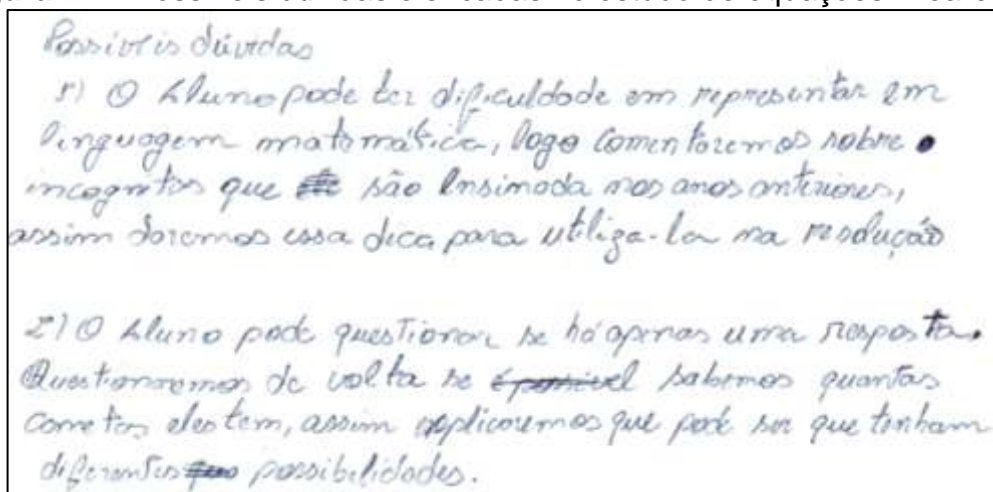 Possíveis dúvidas
1) O Aluno pode ter dificuldade em representar em
linguagem matemática, logo comentaremos sobre
incognitas que são Ensinada nos anos anteriores,
assim daremos essa dica para utiliza-la na resolução
2) O Aluno pode questionar se há apenas uma resposta.
Questionaremos de volta se é possível sabemos quantas
canetas eles tem, assim explicaremos que pode ser que tenham
diferentes possibilidades.